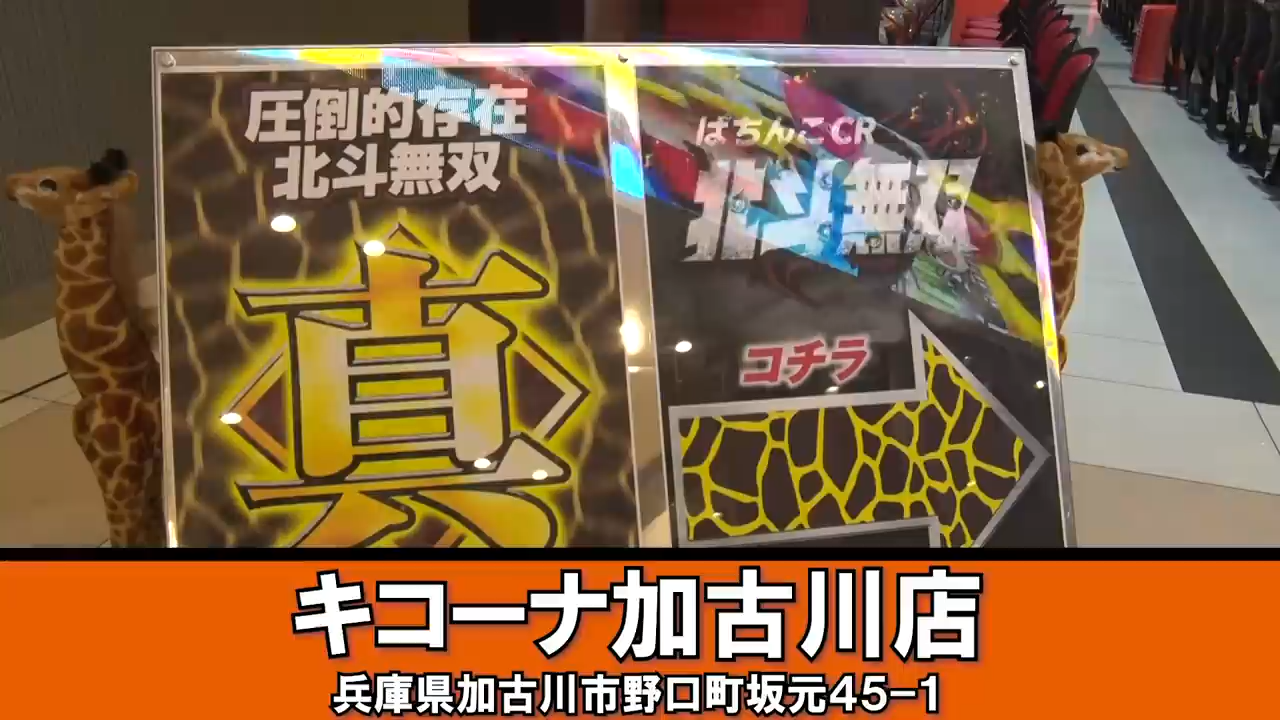 圧倒的存在
北斗無双
真
ぱちんこCR
北斗無双
コチラ
キコーナ加古川店
兵庫県加古川市野口町坂元45-1